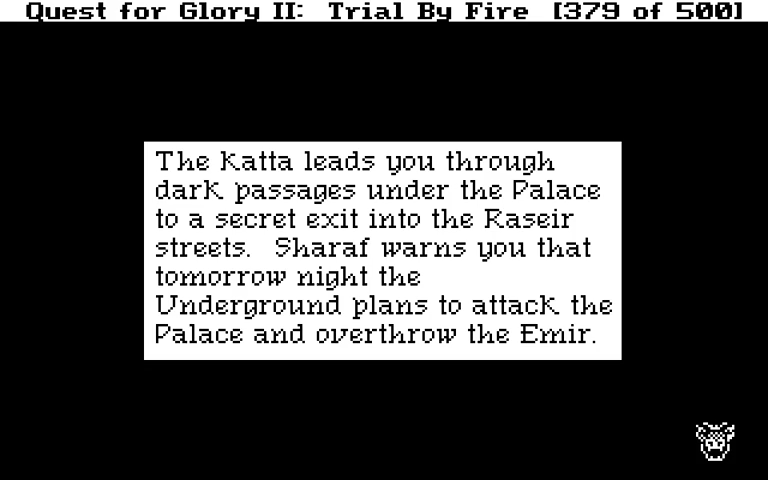 Quest for Glory II:  Trial By Fire  [379 of 500]
The Katta leads you through
dark passages under the Palace
to a secret exit into the Raseir
streets.  Sharaf warns you that
tomorrow night the
Underground plans to attack the
Palace and overthrow the Emir.